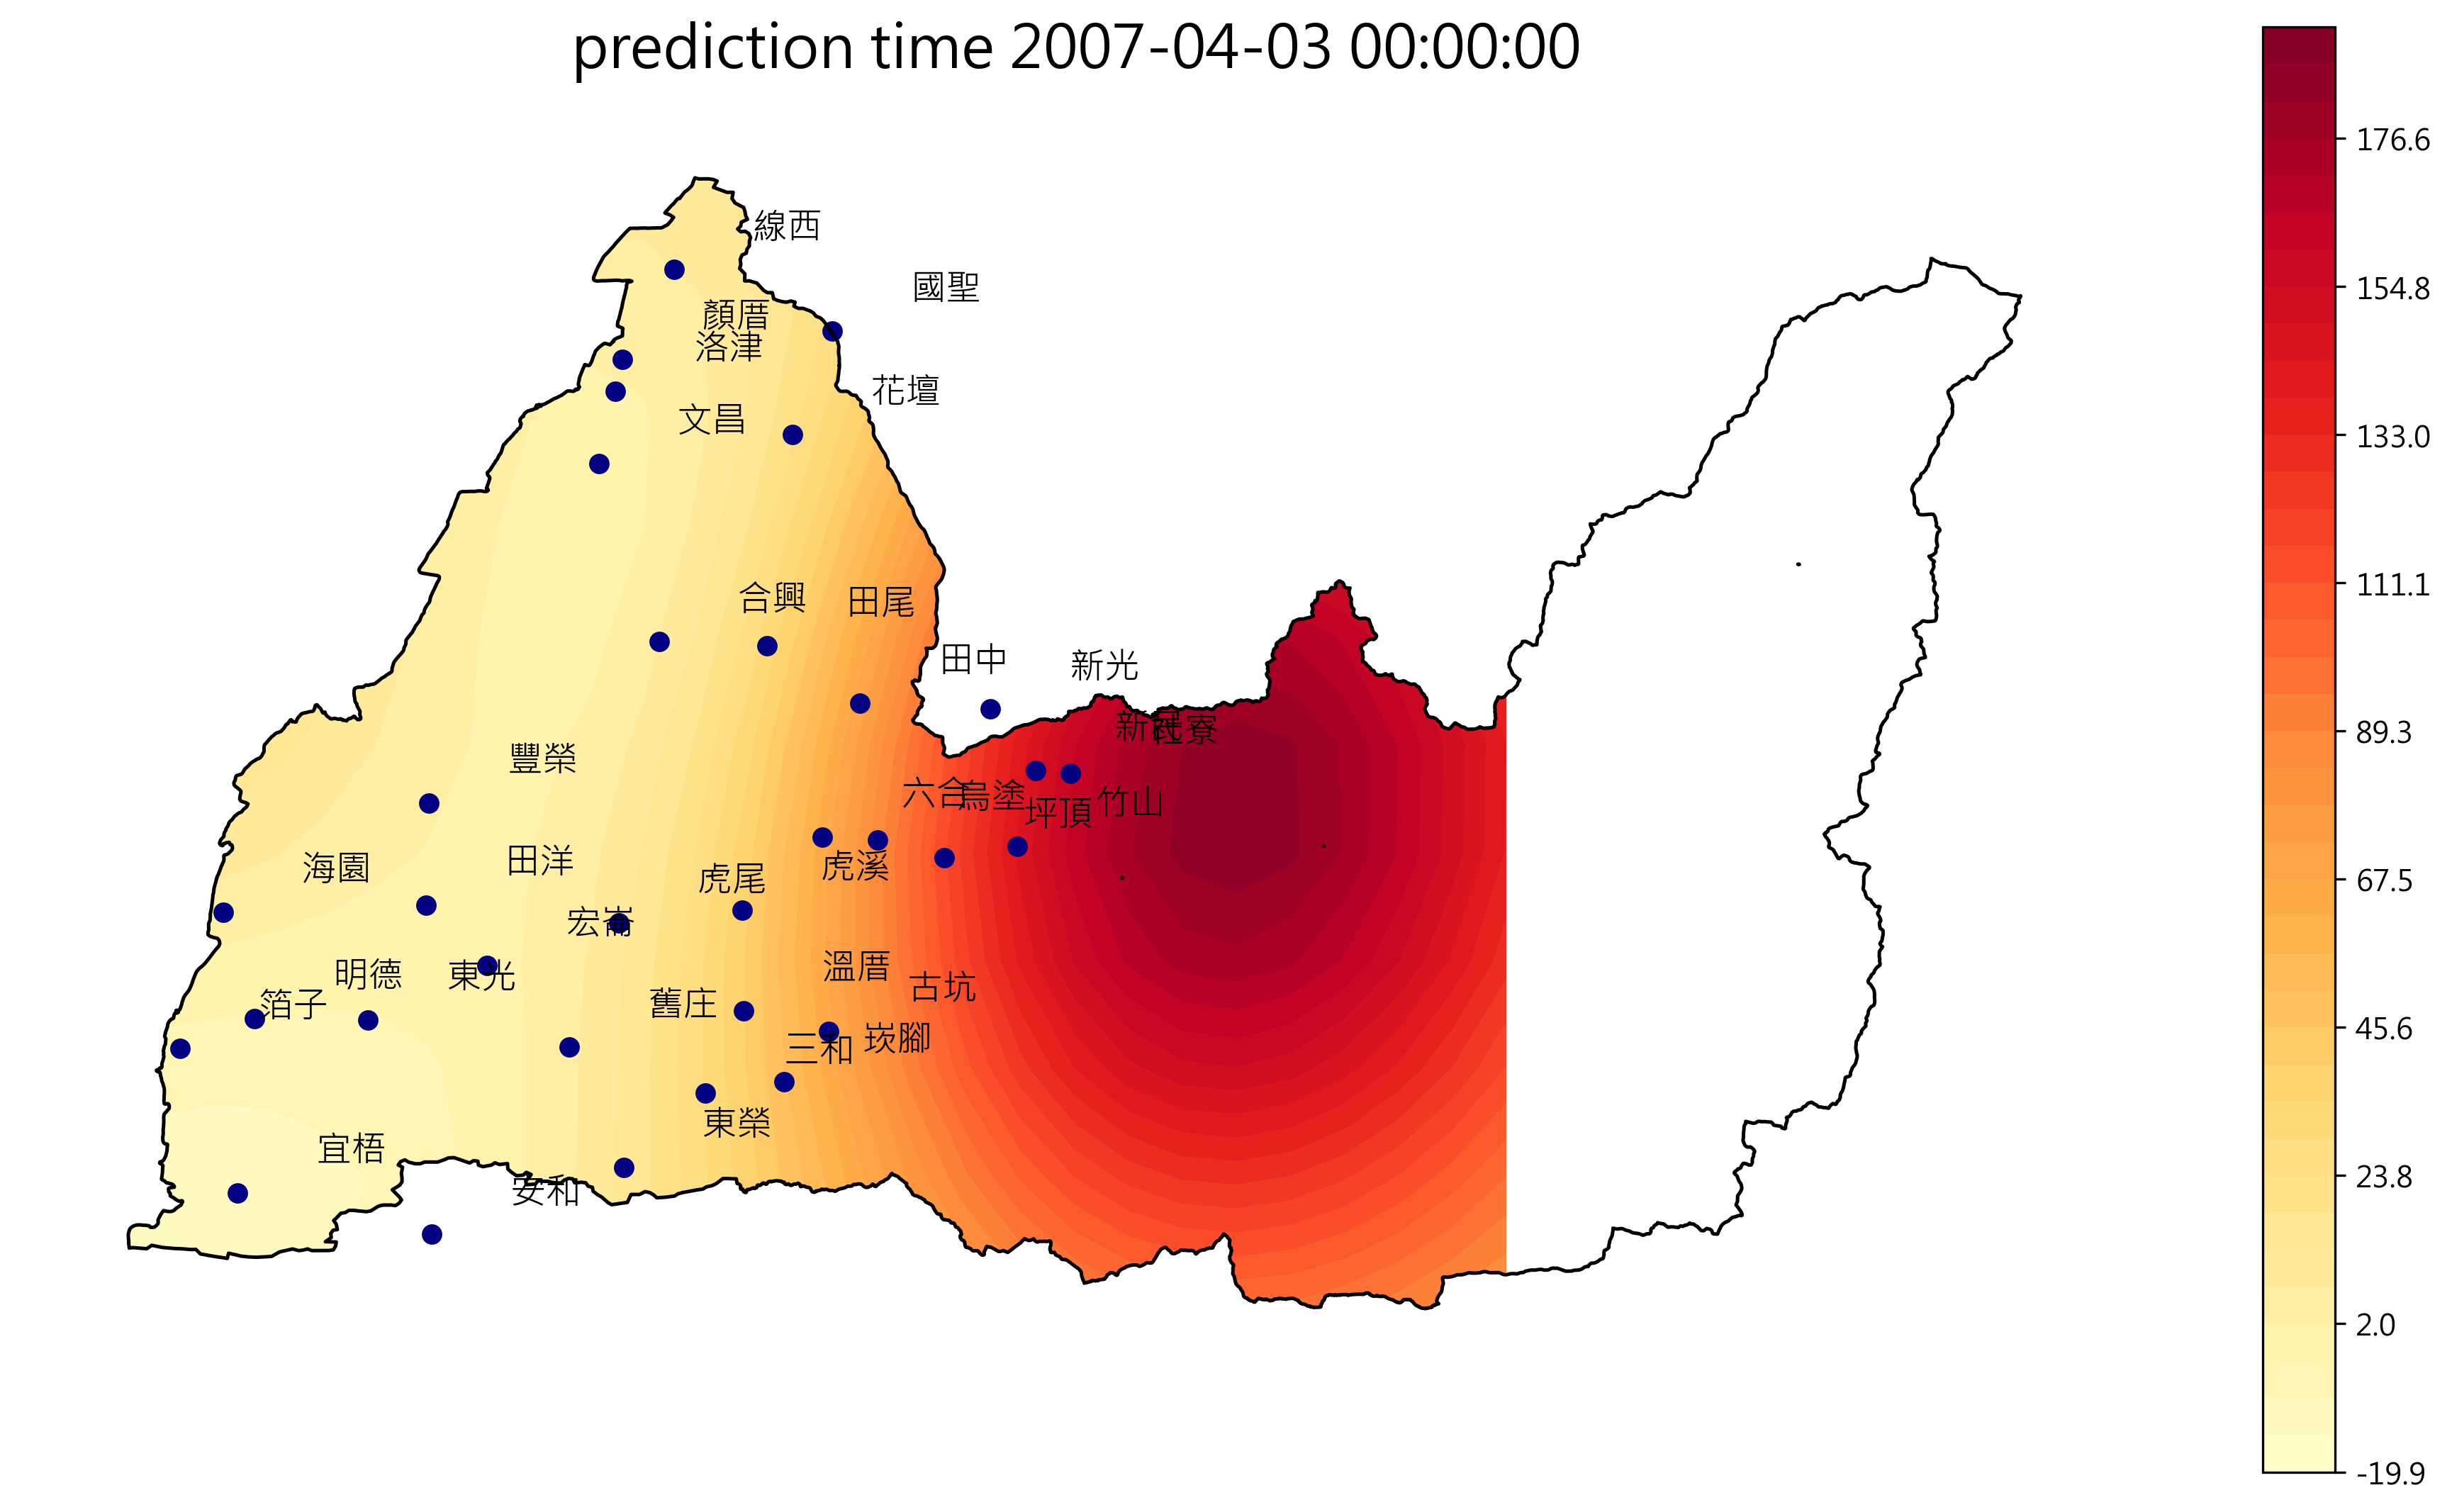 prediction time 2007-04-03 00:00:00
線西
國聖
顏厝
洛津
花壇
文昌
合興
田尾
田中
新光
新民
社寮
豐榮
六合
烏塗
坪頂
竹山
海園
田洋
虎尾
虎溪
宏崙
明德
東光
溫厝
古坑
箔子
舊庄
三和
崁腳
東榮
宜梧
安和
176.6
154.8
133.0
111.1
89.3
67.5
45.6
23.8
2.0
-19.9